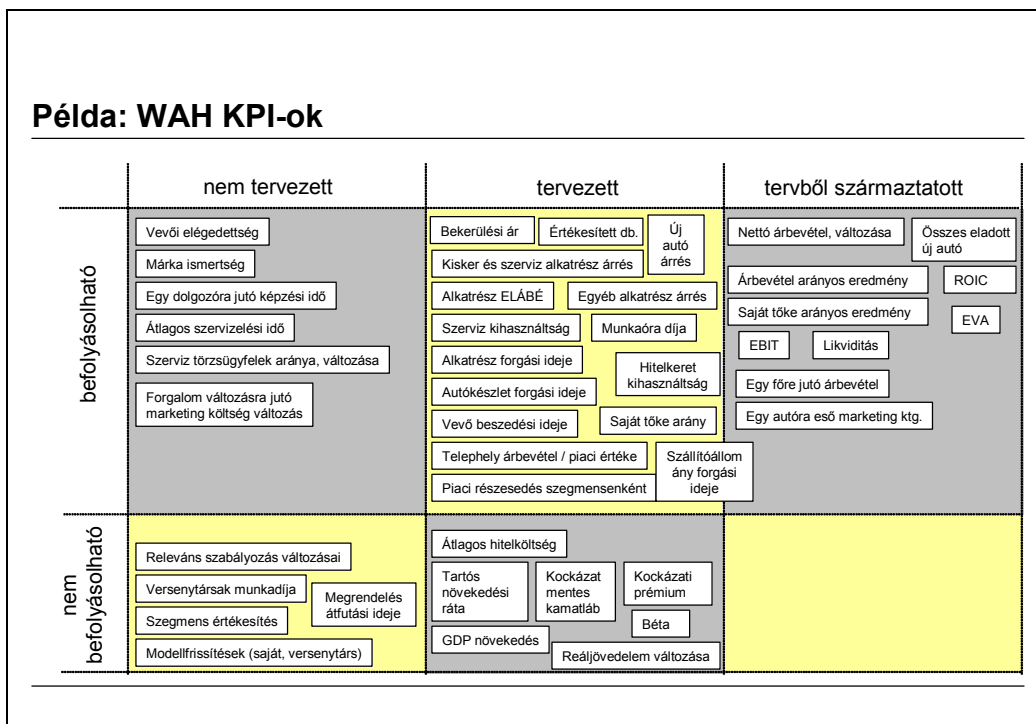 Példa: WAH KPI-ok
nem tervezett
tervezett
tervből származtatott
befolyásolható
Vevői elégedettség
Márka ismertség
Egy dolgozóra jutó képzési idő
Átlagos szervizelési idő
Szerviz törzsügyfelek aránya, változása
Forgalom változásra jutó
marketing költség változás
Bekerülési ár
Értékesített db.
Új
autó
árrés
Kisker és szerviz alkatrész árrés
Alkatrész ELÁBÉ
Egyéb alkatrész árrés
Szerviz kihasználtság
Munkaóra díja
Alkatrész forgási ideje
Hitelkeret
kihasználtság
Autókészlet forgási ideje
Vevő beszedési ideje
Saját tőke arány
Telephely árbevétel / piaci értéke
Szállítóállom
ány forgási
ideje
Piaci részesedés szegmensenként
Nettó árbevétel, változása
Összes eladott
új autó
Árbevétel arányos eredmény
ROIC
Saját tőke arányos eredmény
EVA
EBIT
Likviditás
Egy főre jutó árbevétel
Egy autóra eső marketing ktg.
nem
befolyásolható
Releváns szabályozás változásai
Versenytársak munkadíja
Megrendelés
átfutási ideje
Szegmens értékesítés
Modellfrissítések (saját, versenytárs)
Átlagos hitelköltség
Tartós
növekedési
ráta
Kockázat
mentes
kamatláb
Kockázati
prémium
Béta
GDP növekedés
Reáljövedelem változása